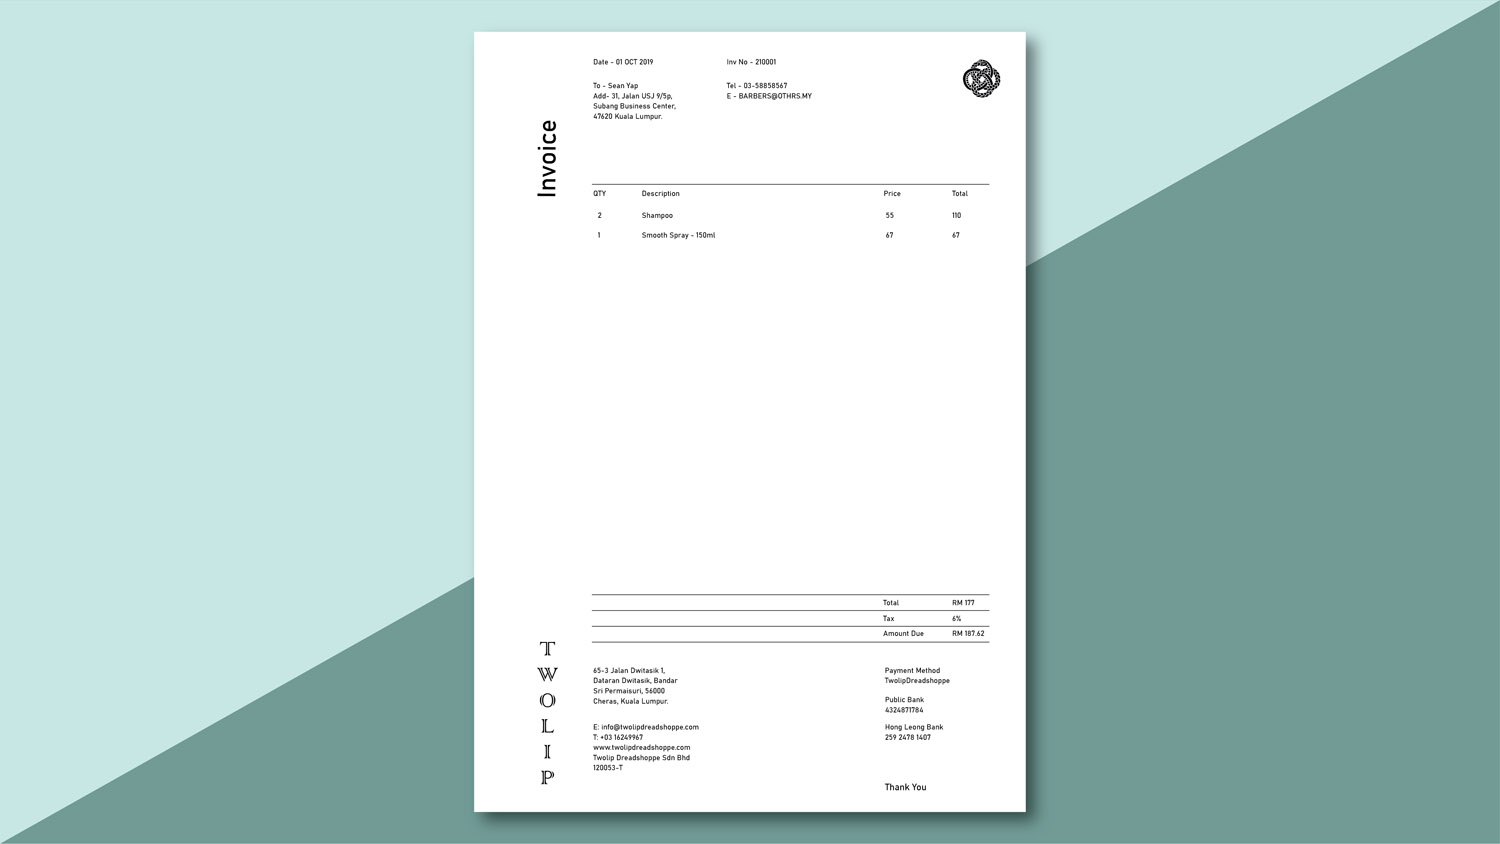 Date - 01 OCT 2019
Inv No - 210001
To - Sean Yap
Add- 31, Jalan USJ 9/5p,
Subang Business Center,
47620 Kuala Lumpur.
Tel - 03-58858567
E - BARBERS@OTHRS.MY
Invoice
QTY Description Price Total
2 Shampoo 55 110
1 Smooth Spray - 150ml 67 67
Total RM 177
Tax 6%
Amount Due RM 187.62
TWOLIP
65-3 Jalan Dwitasik 1,
Dataran Dwitasik, Bandar
Sri Permaisuri, 56000
Cheras, Kuala Lumpur.
E: info@twolipdreadshoppe.com
T: +03 16249967
www.twolipdreadshoppe.com
Twolip Dreadshoppe Sdn Bhd
120053-T
Payment Method
TwolipDreadshoppe
Public Bank
4324871784
Hong Leong Bank
259 2478 1407
Thank You